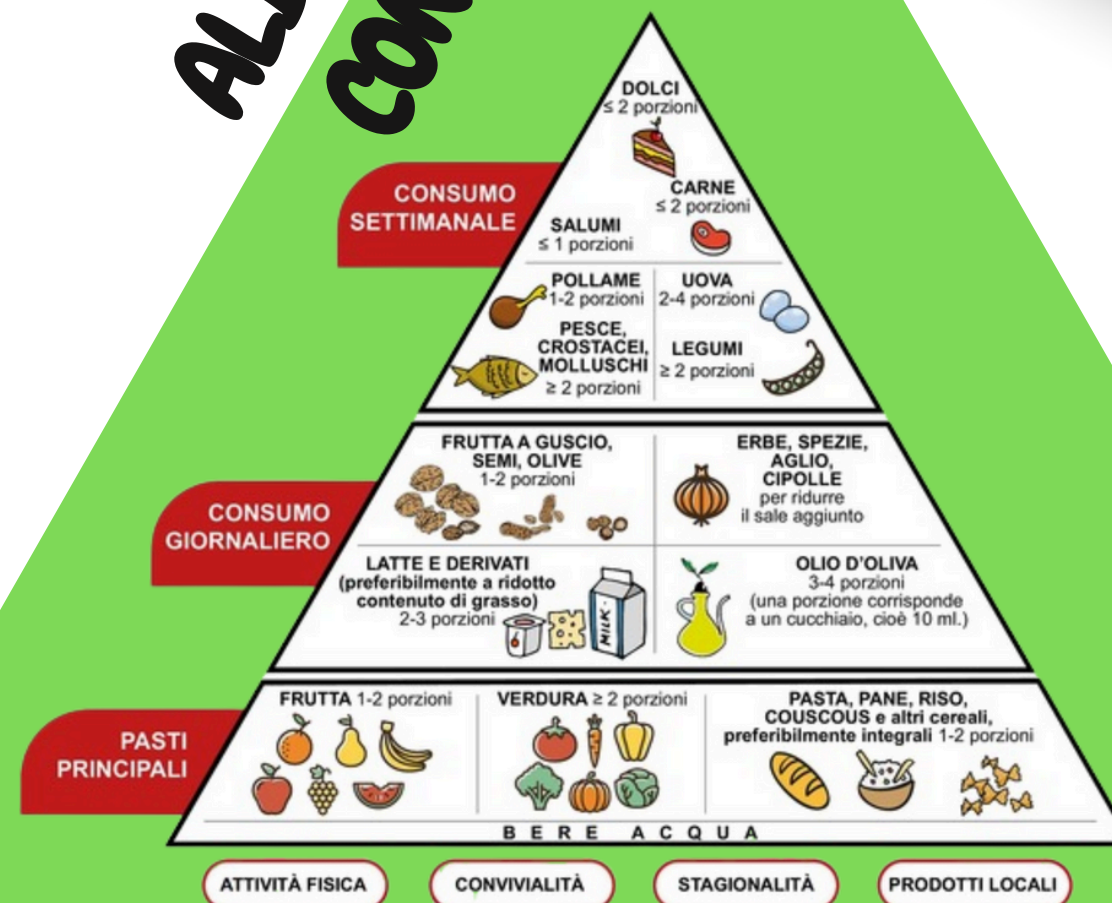 ALI
CON
DOLCI
≤ 2 porzioni
CONSUMO
SETTIMANALE
CARNE
≤ 2 porzioni
SALUMI
≤ 1 porzioni
POLLAME
1-2 porzioni
UOVA
2-4 porzioni
PESCE,
CROSTACEI,
MOLLUSCHI
≥ 2 porzioni
LEGUMI
≥ 2 porzioni
CONSUMO
GIORNALIERO
FRUTTA A GUSCIO,
SEMI, OLIVE
1-2 porzioni
ERBE, SPEZIE,
AGLIO,
CIPOLLE
per ridurre
il sale aggiunto
LATTE E DERIVATI
(preferibilmente a ridotto
contenuto di grasso)
2-3 porzioni
MILK
OLIO D'OLIVA
3-4 porzioni
(una porzione corrisponde
a un cucchiaio, cioè 10 ml.)
PASTI
PRINCIPALI
FRUTTA 1-2 porzioni
VERDURA ≥ 2 porzioni
PASTA, PANE, RISO,
COUSCOUS e altri cereali,
preferibilmente integrali 1-2 porzioni
BERE ACQUA
ATTIVITÀ FISICA
CONVIVIALITÀ
STAGIONALITÀ
PRODOTTI LOCALI